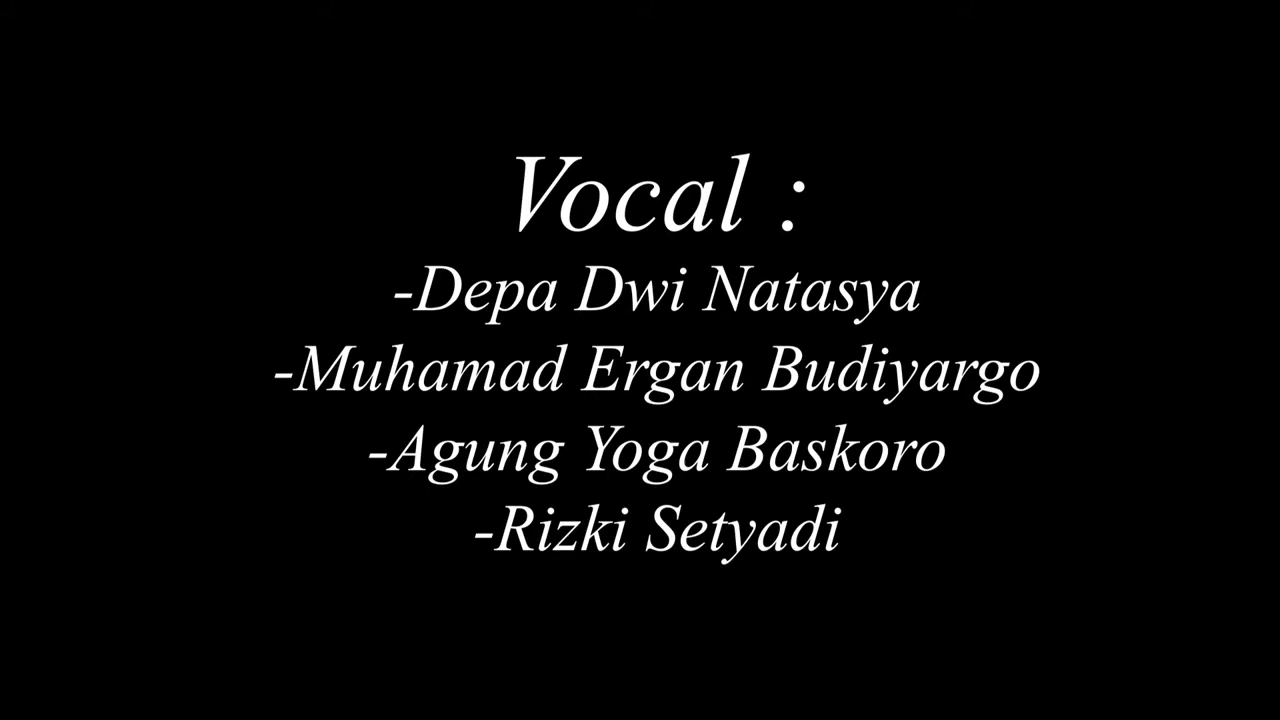 Vocal :
-Depa Dwi Natasya
-Muhamad Ergan Budiyargo
-Agung Yoga Baskoro
-Rizki Setyadi